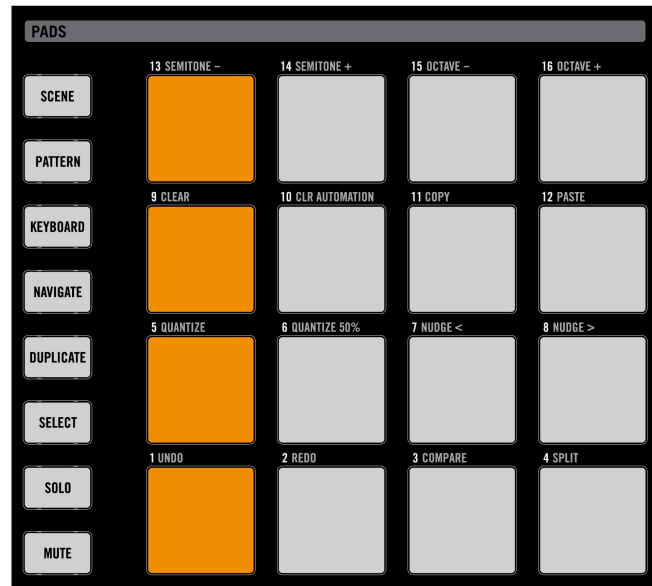 PADS
13 SEMITONE –
14 SEMITONE +
15 OCTAVE –
16 OCTAVE +
SCENE
PATTERN
9 CLEAR
10 CLR AUTOMATION
11 COPY
12 PASTE
KEYBOARD
NAVIGATE
5 QUANTIZE
6 QUANTIZE 50%
7 NUDGE <
8 NUDGE >
DUPLICATE
SELECT
1 UNDO
2 REDO
3 COMPARE
4 SPLIT
SOLO
MUTE